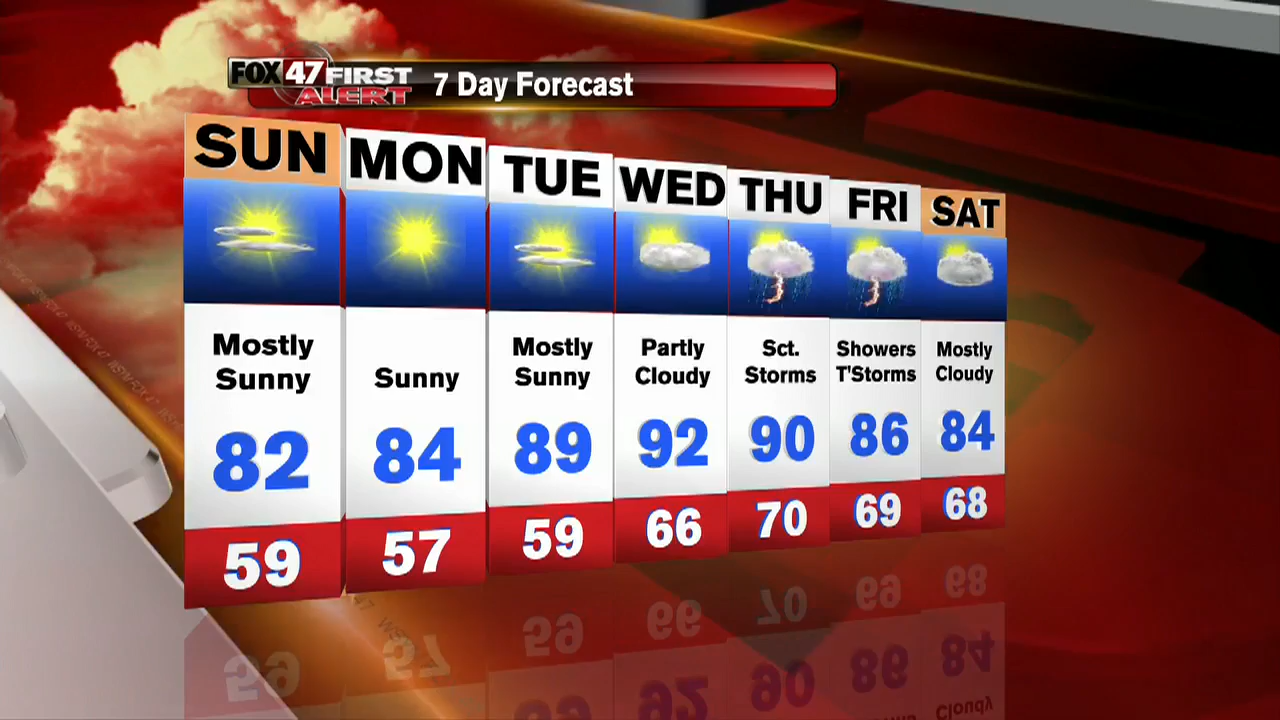 FOX 47 FIRST ALERT 7 Day Forecast
SUN MON TUE WED THU FRI SAT
Mostly Sunny
Sunny
Mostly Sunny
Partly Cloudy
Sct. Storms
Showers T'Storms
Mostly Cloudy
82 84 89 92 90 86 84
59 57 59 66 70 69 68